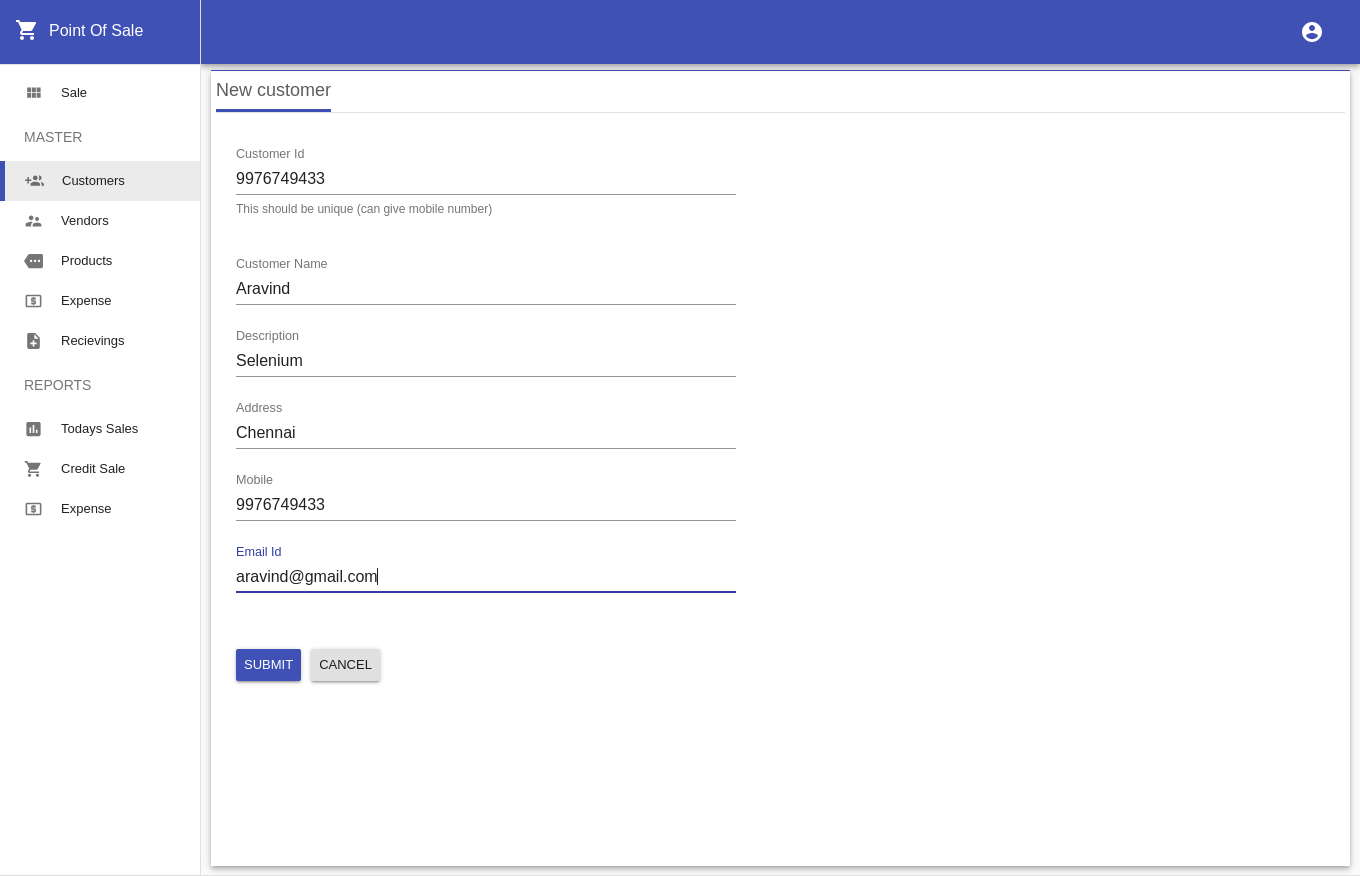 Point Of Sale
Sale
MASTER
Customers
Vendors
Products
Expense
Recievings
REPORTS
Todays Sales
Credit Sale
Expense
New customer
Customer Id
9976749433
This should be unique (can give mobile number)
Customer Name
Aravind
Description
Selenium
Address
Chennai
Mobile
9976749433
Email Id
aravind@gmail.com
SUBMIT CANCEL